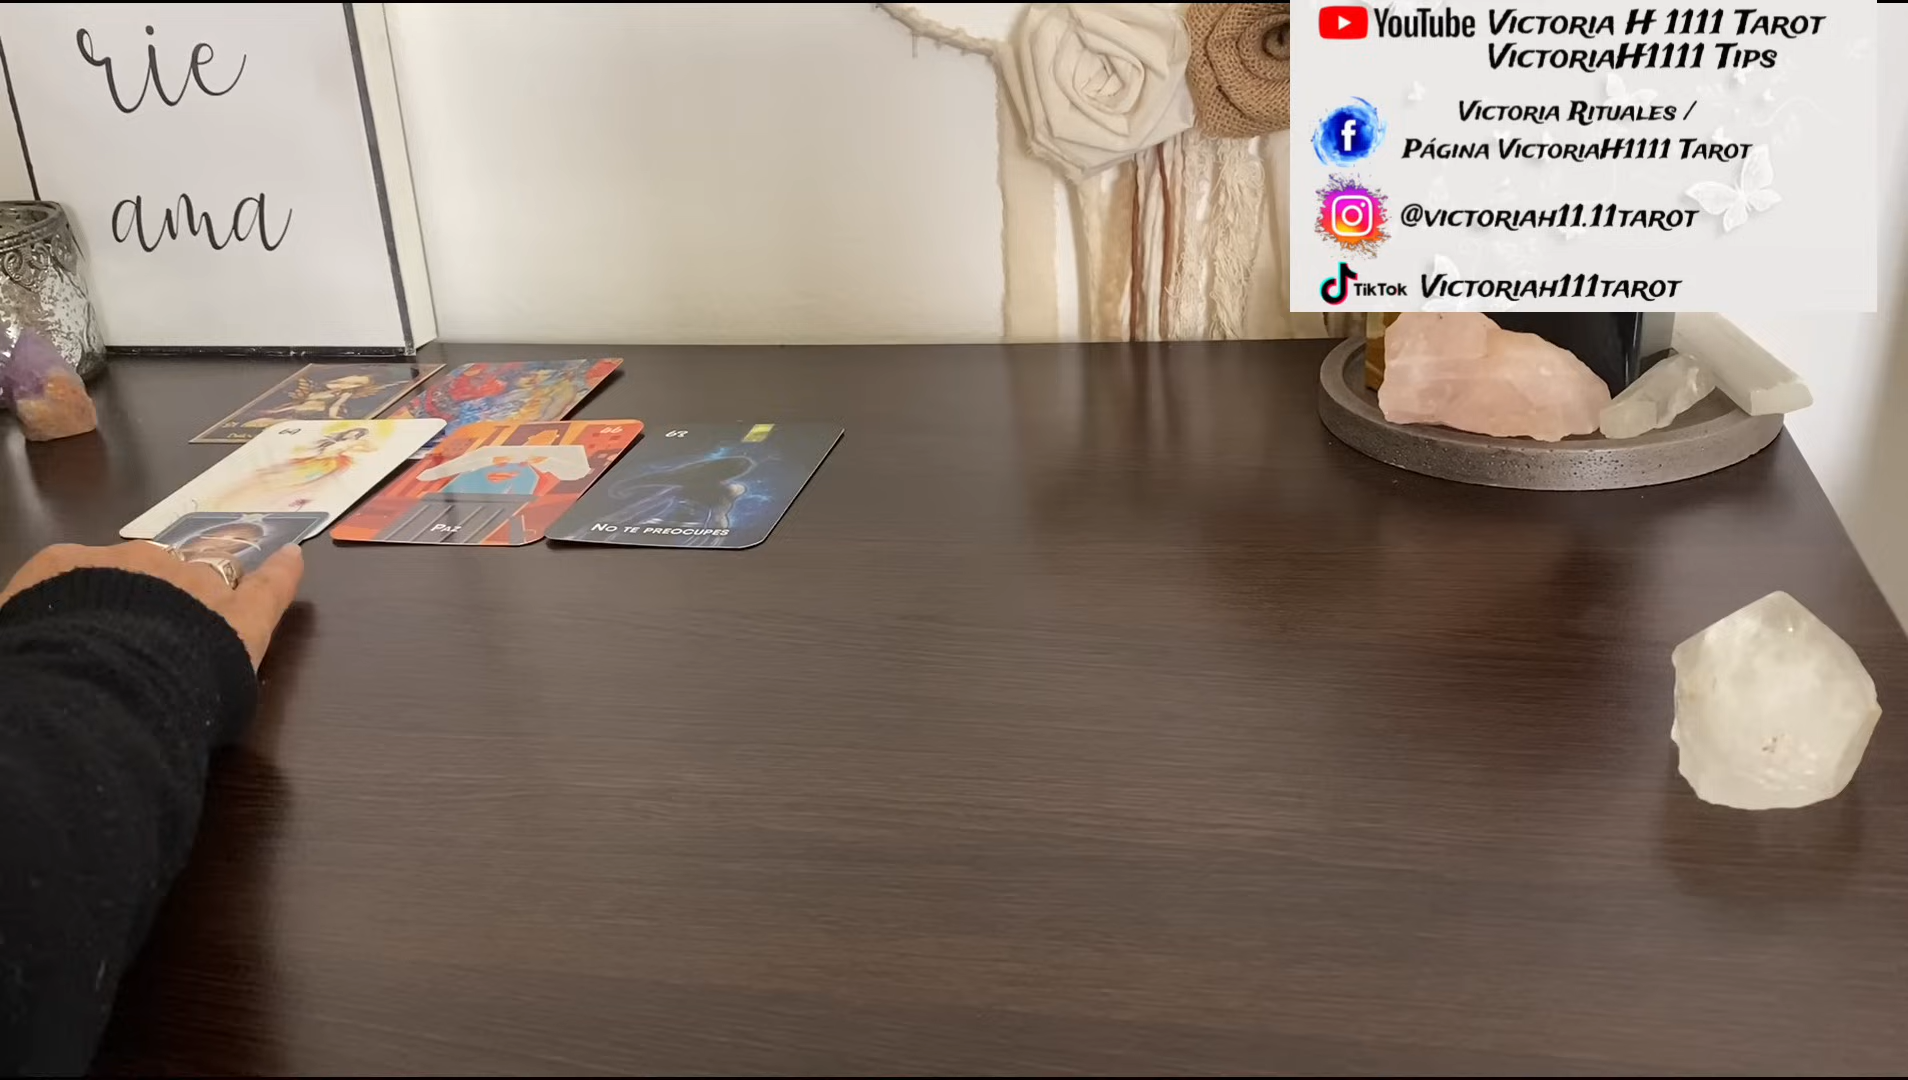 rie
ama
YouTube Victoria H 1111 Tarot
VictoriaH1111 Tips
Victoria Rituales /
Página VictoriaH1111 Tarot
@victoriah11.11tarot
TikTok Victoriah111tarot
Paz
No te preocupes